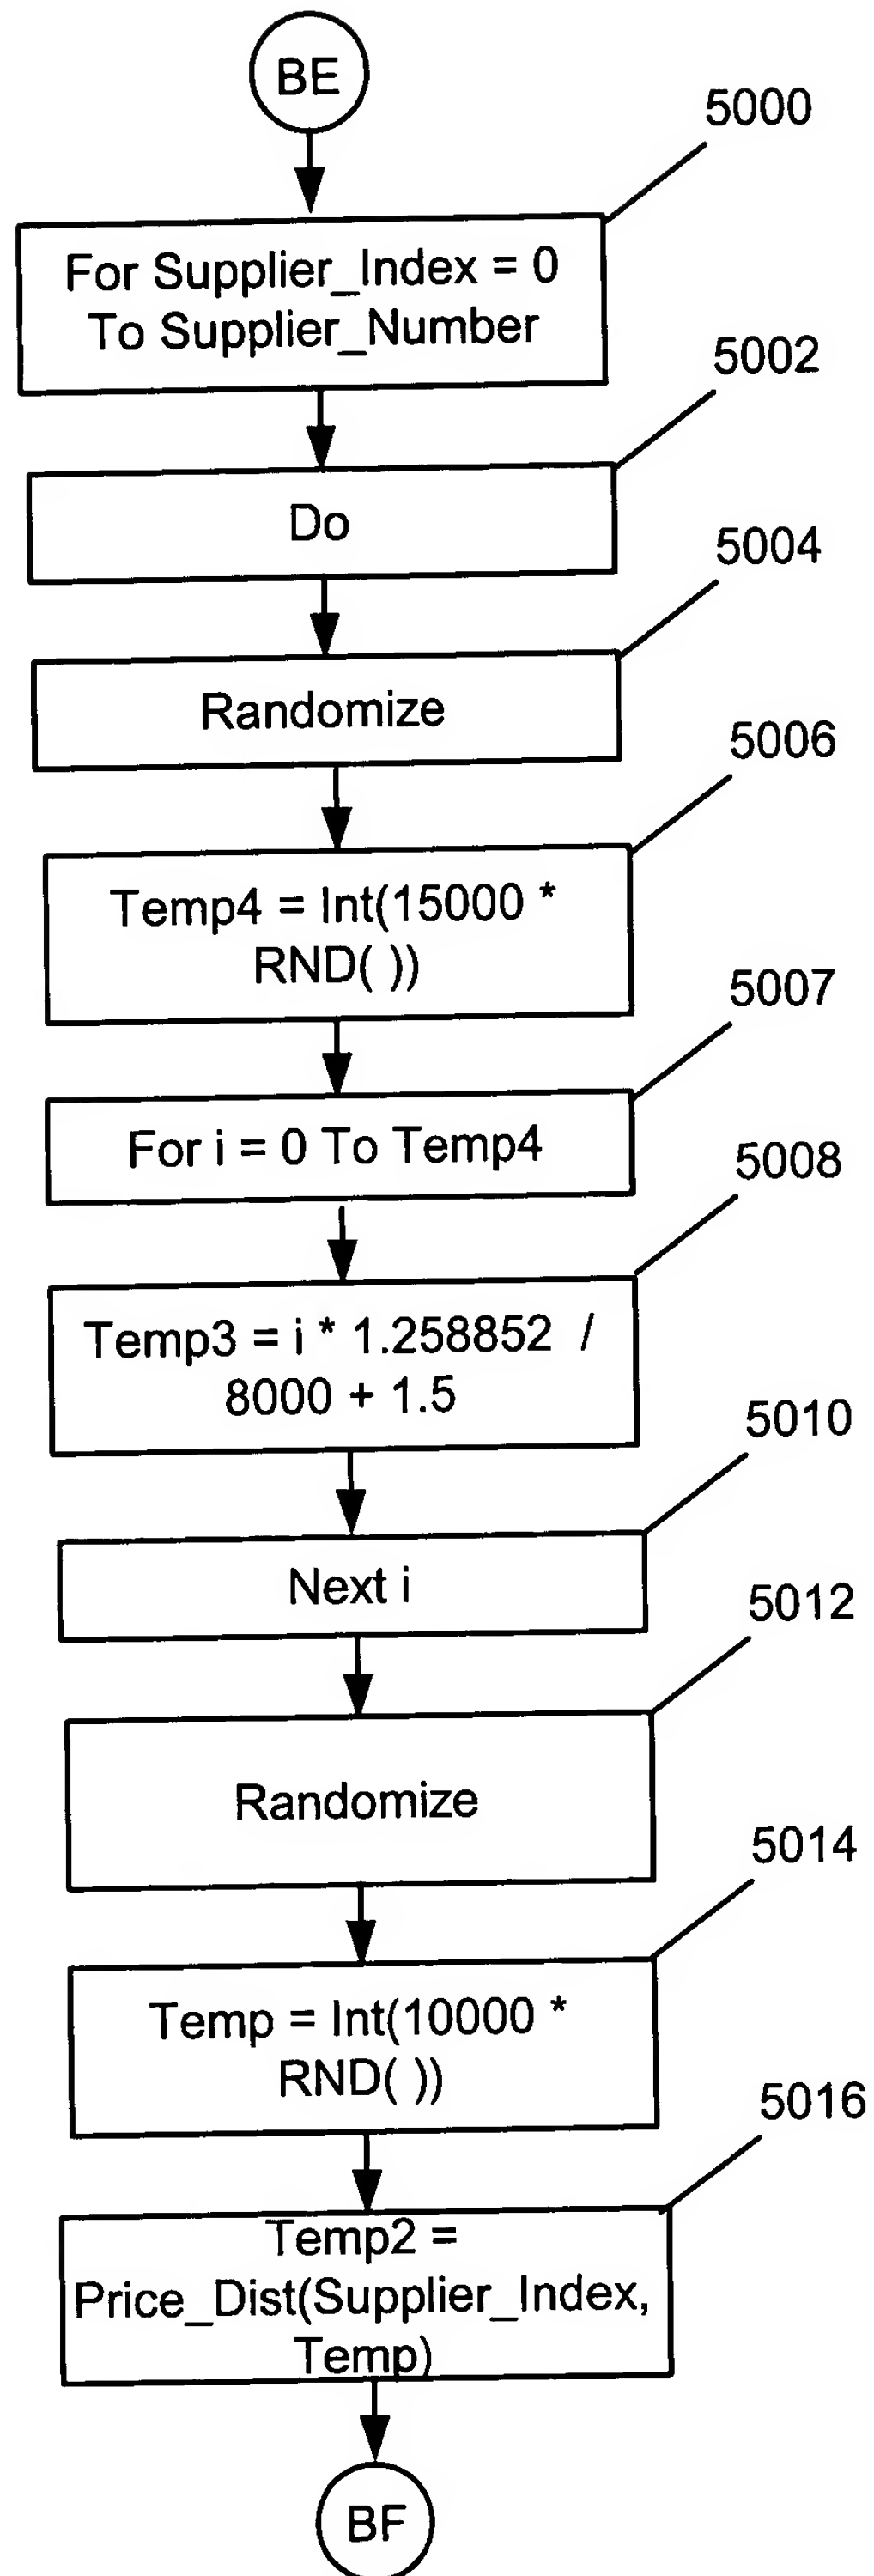 BE
5000
For Supplier_Index = 0
To Supplier_Number
5002
Do
5004
Randomize
5006
Temp4 = Int(15000 *
RND( ))
5007
For i = 0 To Temp4
5008
Temp3 = i * 1.258852 /
8000 + 1.5
5010
Next i
5012
Randomize
5014
Temp = Int(10000 *
RND( ))
5016
Temp2 =
Price_Dist(Supplier_Index,
Temp)
BF